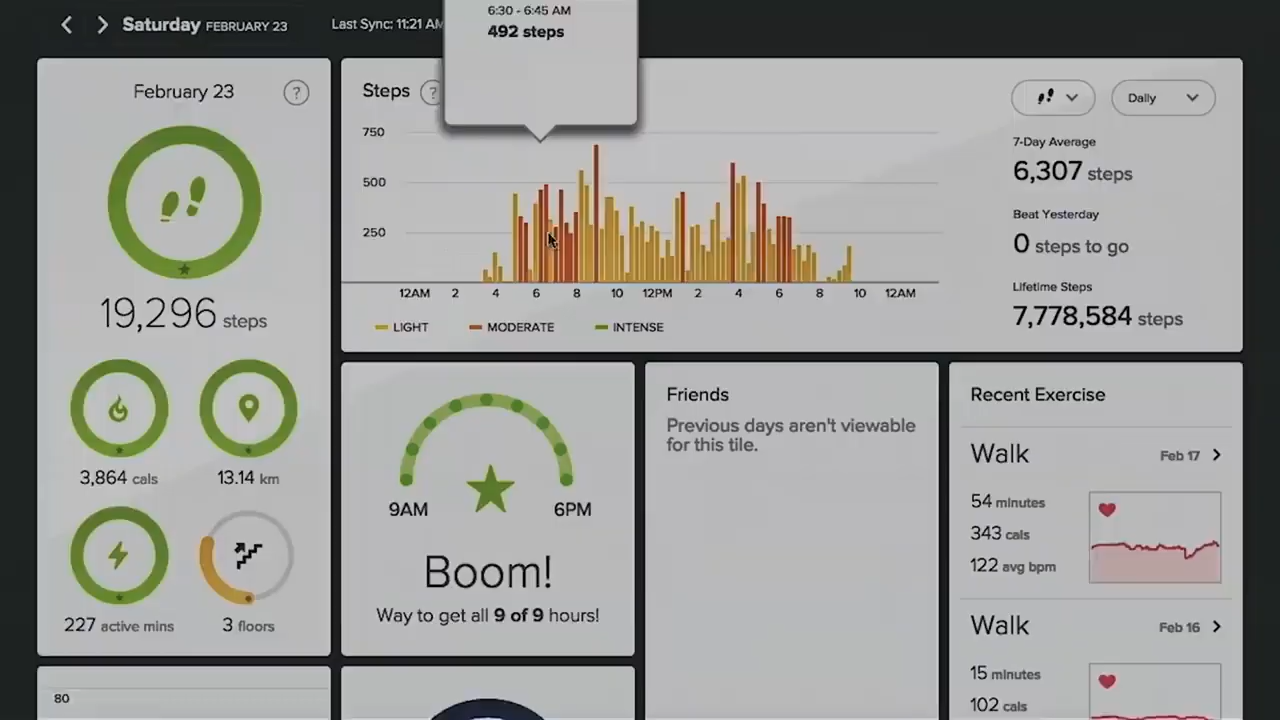 Saturday FEBRUARY 23
Last Sync: 11:21 AM
6:30 - 6:45 AM
492 steps
February 23
?
19,296 steps
3,864 cals
13.14 km
227 active mins
3 floors
Steps ?
Daily
750
500
250
12AM 2 4 6 8 10 12PM 2 4 6 8 10 12AM
LIGHT MODERATE INTENSE
7-Day Average
6,307 steps
Beat Yesterday
0 steps to go
Lifetime Steps
7,778,584 steps
9AM 6PM
Boom!
Way to get all 9 of 9 hours!
Friends
Previous days aren't viewable
for this tile.
Recent Exercise
Walk Feb 17
54 minutes
343 cals
122 avg bpm
Walk Feb 16
15 minutes
102 cals
80